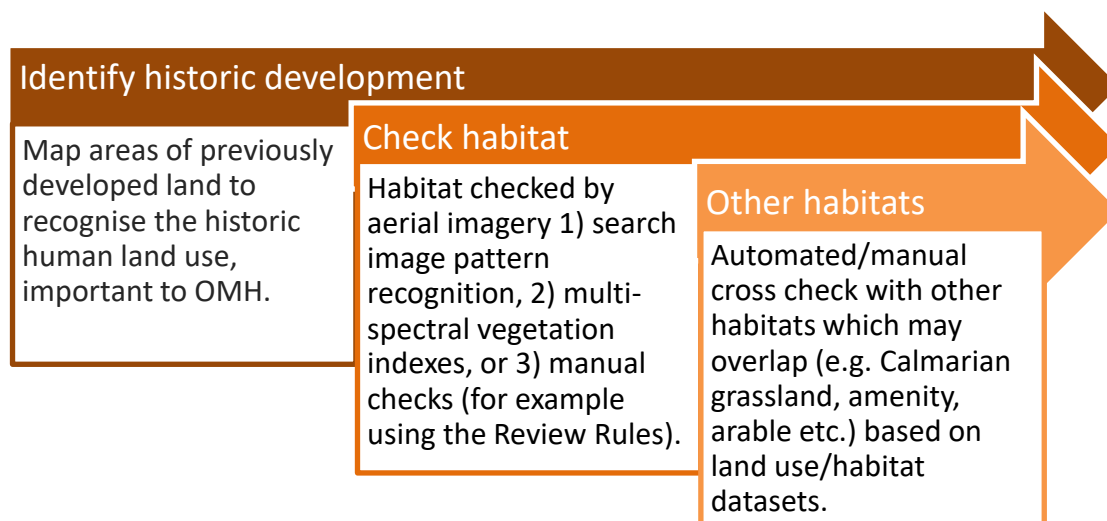 Identify historic development
Map areas of previously
developed land to
recognise the historic
human land use,
important to OMH.
Check habitat
Habitat checked by
aerial imagery 1) search
image pattern
recognition, 2) multi-
spectral vegetation
indexes, or 3) manual
checks (for example
using the Review Rules).
Other habitats
Automated/manual
cross check with other
habitats which may
overlap (e.g. Calmarian
grassland, amenity,
arable etc.) based on
land use/habitat
datasets.